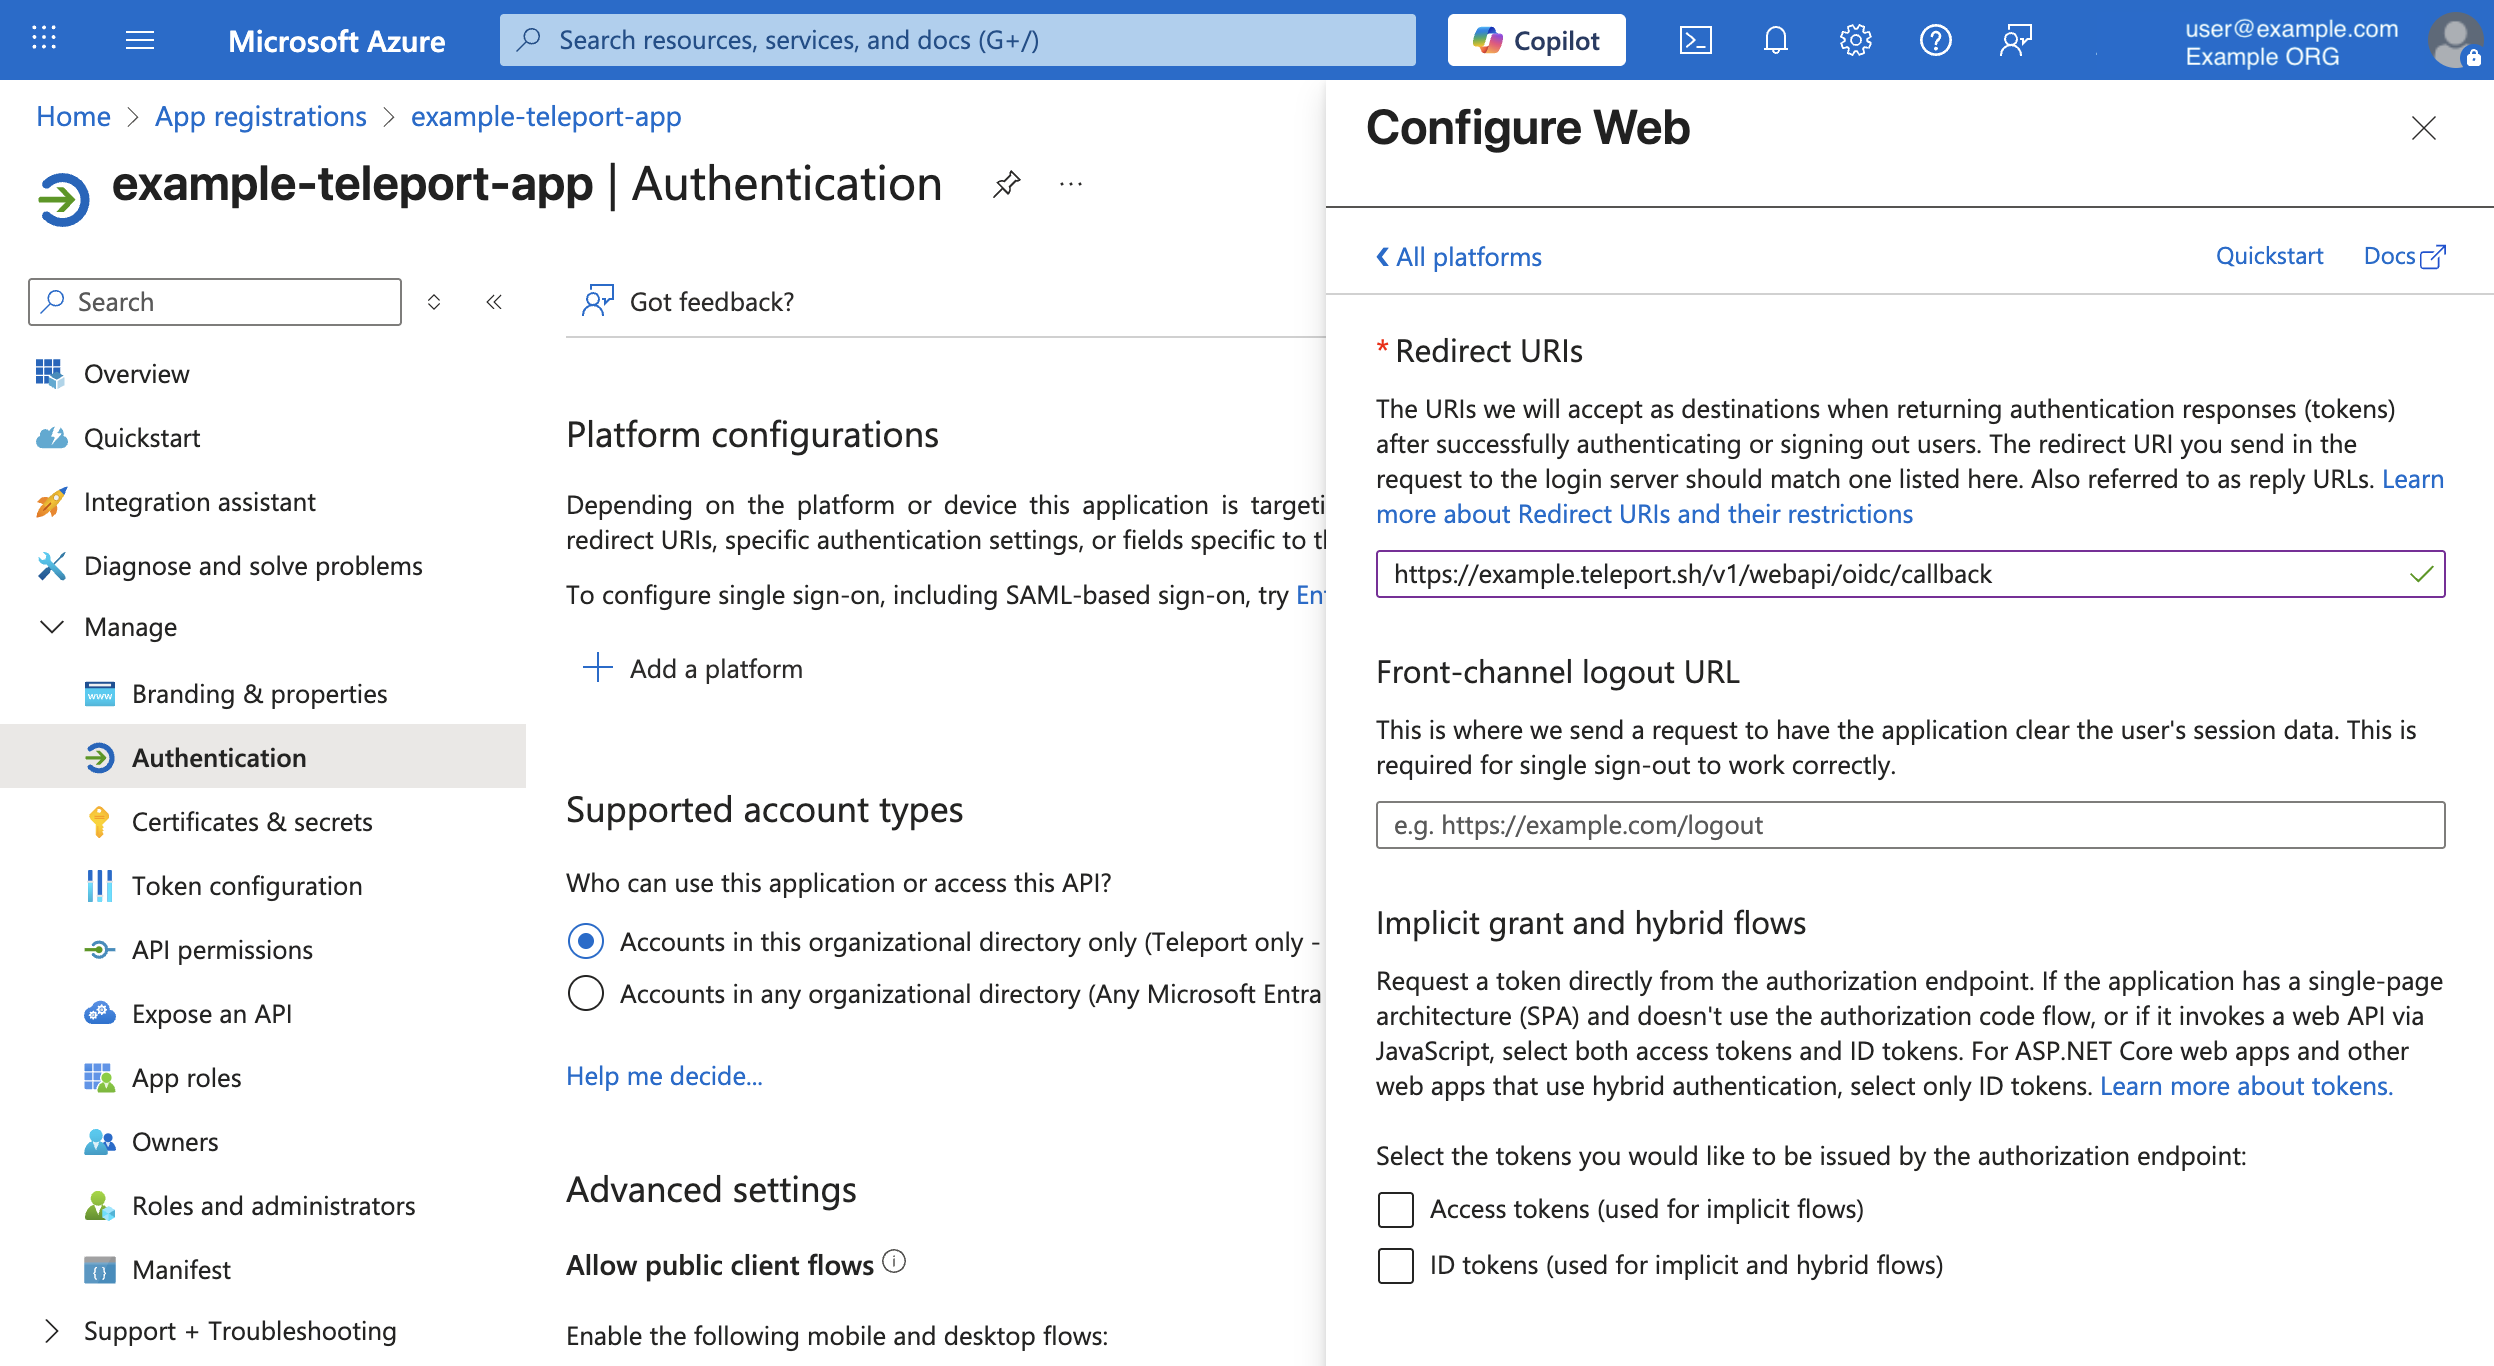 Microsoft Azure
Search resources, services, and docs (G+/)
Copilot
user@example.com
Example ORG
Home > App registrations > example-teleport-app
example-teleport-app | Authentication
...
Search
Overview
Quickstart
Integration assistant
Diagnose and solve problems
Manage
Branding & properties
Authentication
Certificates & secrets
Token configuration
API permissions
Expose an API
App roles
Owners
Roles and administrators
Manifest
Support + Troubleshooting
Got feedback?
Platform configurations
Depending on the platform or device this application is targeti
redirect URIs, specific authentication settings, or fields specific to t
To configure single sign-on, including SAML-based sign-on, try En
Add a platform
Supported account types
Who can use this application or access this API?
Accounts in this organizational directory only (Teleport only -
Accounts in any organizational directory (Any Microsoft Entra
Help me decide...
Advanced settings
Allow public client flows
Enable the following mobile and desktop flows:
Configure Web
All platforms
Quickstart
Docs
* Redirect URIs
The URIs we will accept as destinations when returning authentication responses (tokens)
after successfully authenticating or signing out users. The redirect URI you send in the
request to the login server should match one listed here. Also referred to as reply URLs. Learn
more about Redirect URIs and their restrictions
https://example.teleport.sh/v1/webapi/oidc/callback
Front-channel logout URL
This is where we send a request to have the application clear the user's session data. This is
required for single sign-out to work correctly.
e.g. https://example.com/logout
Implicit grant and hybrid flows
Request a token directly from the authorization endpoint. If the application has a single-page
architecture (SPA) and doesn't use the authorization code flow, or if it invokes a web API via
JavaScript, select both access tokens and ID tokens. For ASP.NET Core web apps and other
web apps that use hybrid authentication, select only ID tokens. Learn more about tokens.
Select the tokens you would like to be issued by the authorization endpoint:
Access tokens (used for implicit flows)
ID tokens (used for implicit and hybrid flows)